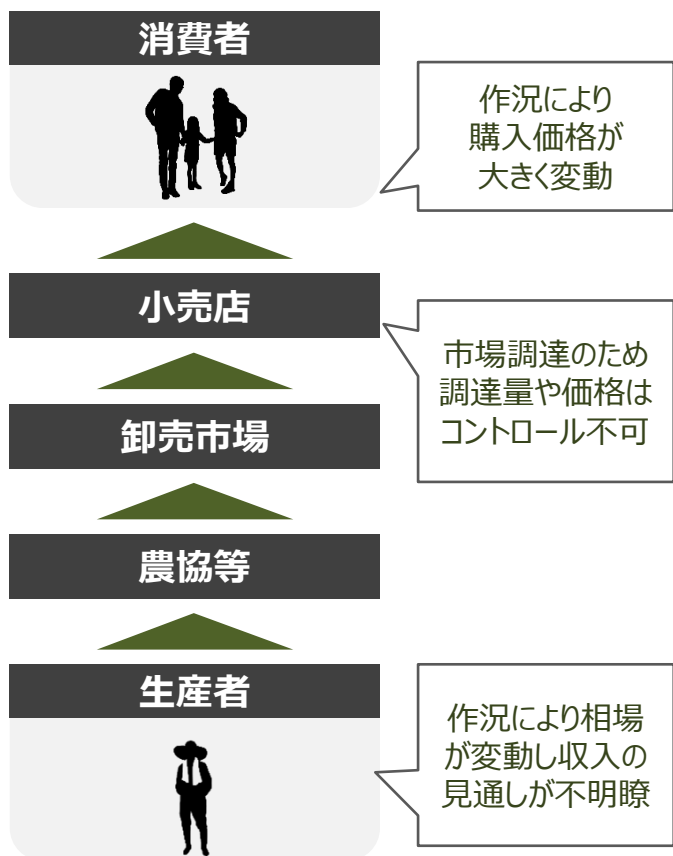 消費者
作況により
購入価格が
大きく変動
小売店
市場調達のため
調達量や価格は
コントロール不可
卸売市場
農協等
生産者
作況により相場
が変動し収入の
見通しが不明瞭